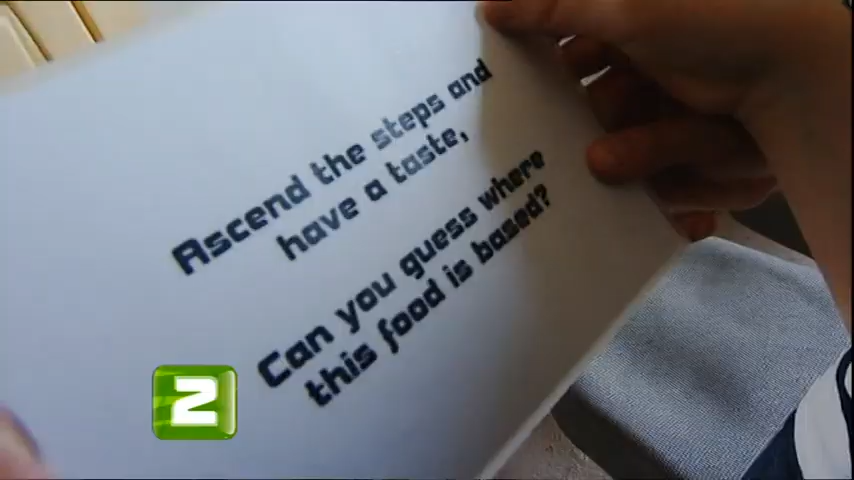 Ascend the steps and
have a taste,
Can you guess where
this food is based?
2